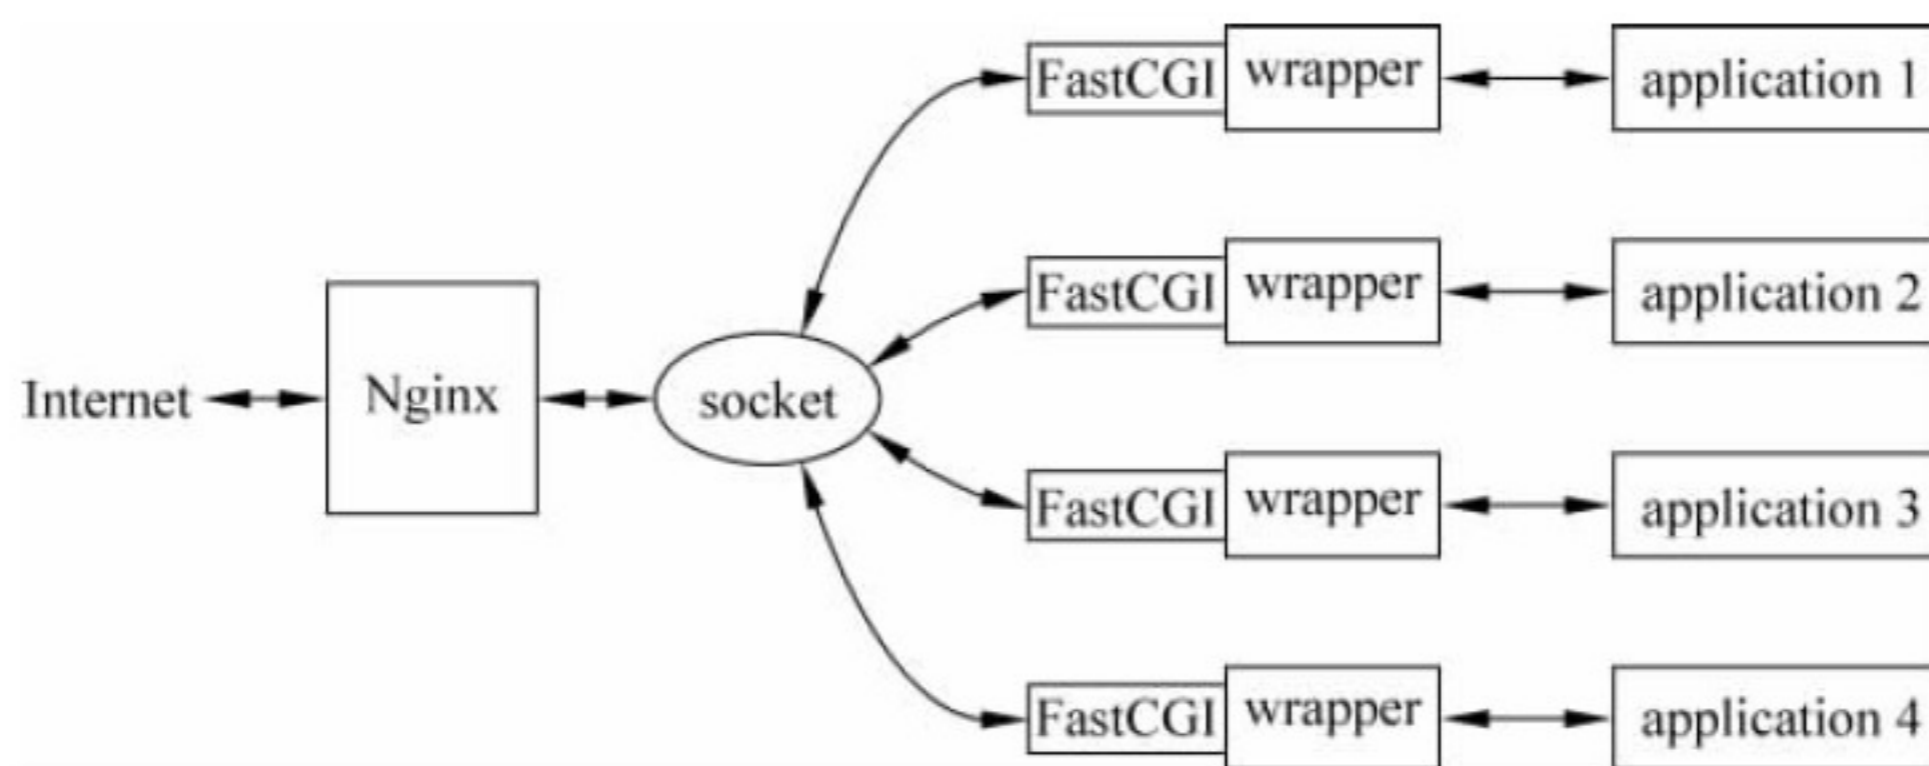 FastCGI wrapper application 1
FastCGI wrapper application 2
Internet Nginx socket
FastCGI wrapper application 3
FastCGI wrapper application 4